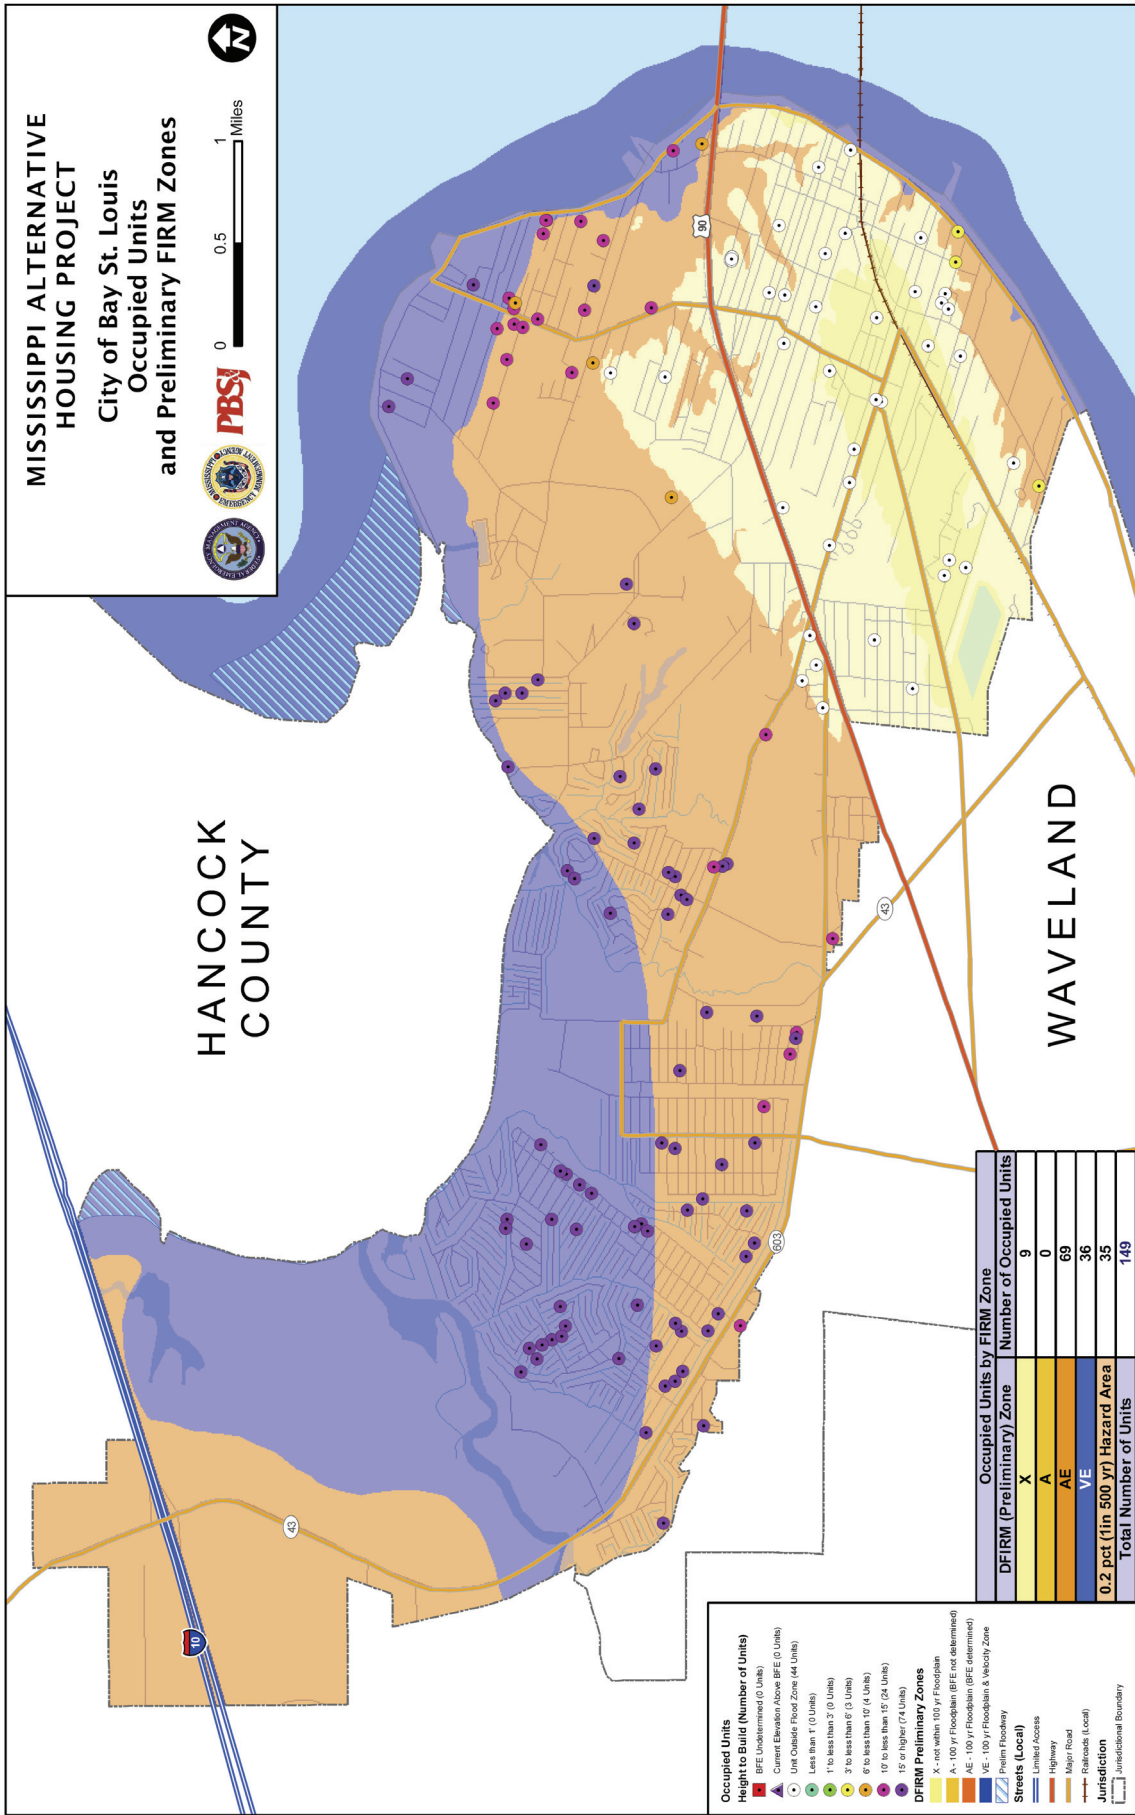 MISSISSIPPI ALTERNATIVE
HOUSING PROJECT
City of Bay St. Louis
Occupied Units
and Preliminary FIRM Zones
FEDERAL EMERGENCY MANAGEMENT AGENCY
MISSISSIPPI
EMERGENCY MANAGEMENT AGENCY
PBSJ
0 0.5 1
Miles
N
HANCOCK
COUNTY
WAVELAND
10
43
603
43
90
Occupied Units
Height to Build (Number of Units)
BFE Undetermined (0 Units)
Current Elevation Above BFE (0 Units)
Unit Outside Flood Zone (44 Units)
Less than 1' (0 Units)
1' to less than 3' (0 Units)
3' to less than 6' (3 Units)
6' to less than 10' (4 Units)
10' to less than 15' (24 Units)
15' or higher (74 Units)
DFIRM Preliminary Zones
X - not within 100 yr Floodplain
A - 100 yr Floodplain (BFE not determined)
AE - 100 yr Floodplain (BFE determined)
VE - 100 yr Floodplain & Velocity Zone
Prelim Floodway
Streets (Local)
Limited Access
Highway
Major Road
Railroads (Local)
Jurisdiction
Jurisdictional Boundary
Occupied Units by FIRM Zone
DFIRM (Preliminary) Zone Number of Occupied Units
X 9
A 0
AE 69
VE 36
0.2 pct (1in 500 yr) Hazard Area 35
Total Number of Units 149